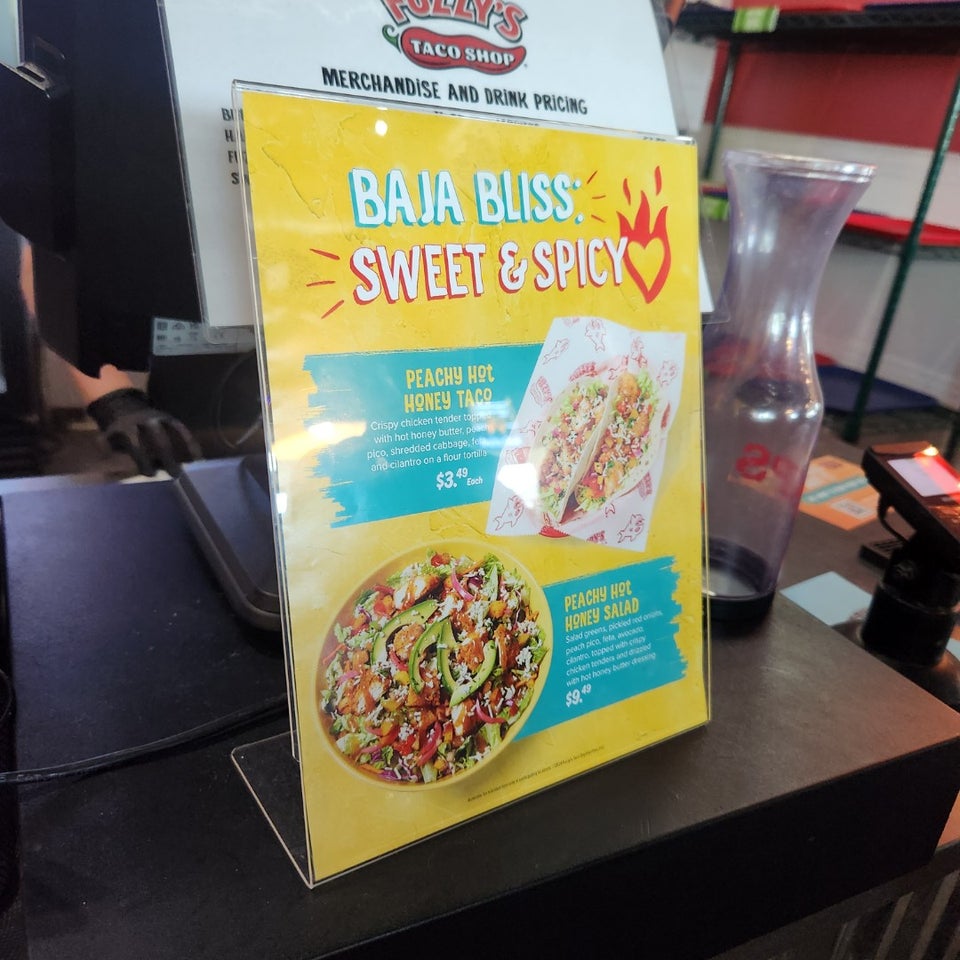 FUZZY'S
TACO SHOP
MERCHANDISE AND DRINK PRICING
BAJA BLISS:
SWEET & SPICY
PEACHY HOT
HONEY TACO
Crispy chicken tender topped
with hot honey butter, peach
pico, shredded cabbage, feta
and cilantro on a flour tortilla
$3.49 Each
PEACHY HOT
HONEY SALAD
Salad greens, pickled red onions,
peach pico, feta, avocado,
cilantro, topped with crispy
chicken tenders and drizzled
with hot honey butter dressing
$9.49